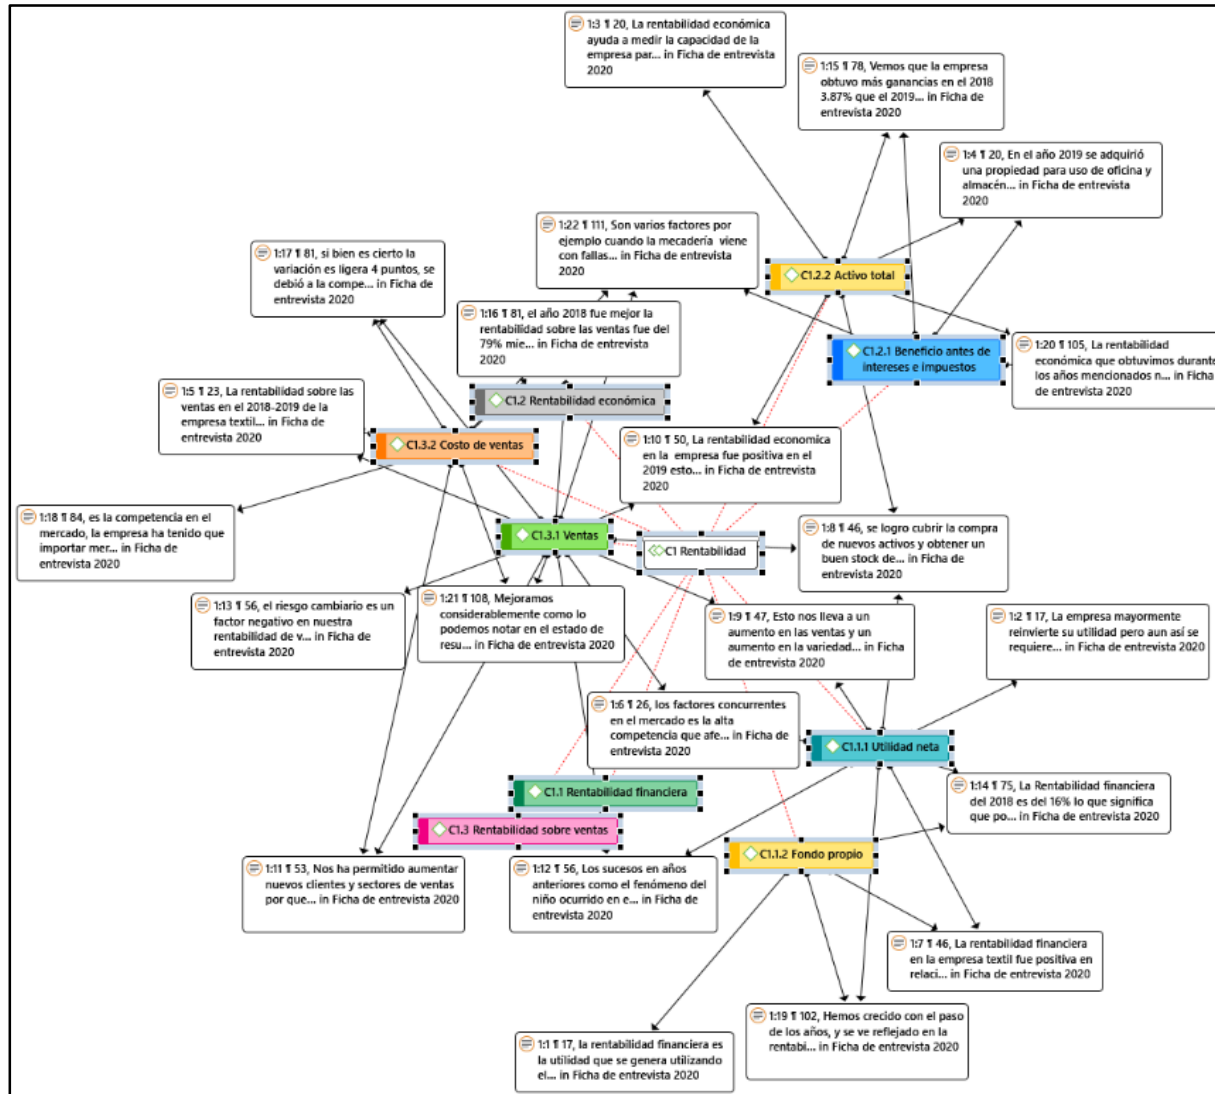 1:3 ¶ 20, La rentabilidad económica
ayuda a medir la capacidad de la
empresa par... in Ficha de entrevista
2020
1:15 ¶ 78, Vemos que la empresa
obtuvo más ganancias en el 2018
3.87% que el 2019... in Ficha de
entrevista 2020
1:4 ¶ 20, En el año 2019 se adquirió
una propiedad para uso de oficina y
almacén... in Ficha de entrevista
2020
1:22 ¶ 111, Son varios factores por
ejemplo cuando la mecadería viene
con fallas... in Ficha de entrevista
2020
1:17 ¶ 81, si bien es cierto la
variación es ligera 4 puntos, se
debió a la compe... in Ficha de
entrevista 2020
C1.2.2 Activo total
1:16 ¶ 81, el año 2018 fue mejor la
rentabilidad sobre las ventas fue del
79% mie... in Ficha de entrevista
2020
C1.2.1 Beneficio antes de
intereses e impuestos
1:20 ¶ 105, La rentabilidad
económica que obtuvimos durante
los años mencionados n... in Ficha
de entrevista 2020
1:5 ¶ 23, La rentabilidad sobre las
ventas en el 2018-2019 de la
empresa textil... in Ficha de
entrevista 2020
C1.2 Rentabilidad económica
C1.3.2 Costo de ventas
1:10 ¶ 50, La rentabilidad economica
en la empresa fue positiva en el
2019 esto... in Ficha de entrevista
2020
1:18 ¶ 84, es la competencia en el
mercado, la empresa ha tenido que
importar mer... in Ficha de
entrevista 2020
C1.3.1 Ventas
C1 Rentabilidad
1:8 ¶ 46, se logro cubrir la compra
de nuevos activos y obtener un
buen stock de... in Ficha de
entrevista 2020
1:13 ¶ 56, el riesgo cambiario es un
factor negativo en nuestra
rentabilidad de v... in Ficha de
entrevista 2020
1:21 ¶ 108, Mejoramos
considerablemente como lo
podemos notar en el estado de
resu... in Ficha de entrevista 2020
1:9 ¶ 47, Esto nos lleva a un
aumento en las ventas y un
aumento en la variedad... in Ficha
de entrevista 2020
1:2 ¶ 17, La empresa mayormente
reinvierte su utilidad pero aun así se
requiere... in Ficha de entrevista
2020
1:6 ¶ 26, los factores concurrentes
en el mercado es la alta
competencia que afe... in Ficha de
entrevista 2020
C1.1.1 Utilidad neta
C1.1 Rentabilidad financiera
1:14 ¶ 75, La Rentabilidad financiera
del 2018 es del 16% lo que significa
que po... in Ficha de entrevista
2020
C1.3 Rentabilidad sobre ventas
C1.1.2 Fondo propio
1:11 ¶ 53, Nos ha permitido aumentar
nuevos clientes y sectores de ventas
por que... in Ficha de entrevista
2020
1:12 ¶ 56, Los sucesos en años
anteriores como el fenómeno del
niño ocurrido en e... in Ficha de
entrevista 2020
1:7 ¶ 46, La rentabilidad financiera
en la empresa textil fue positiva en
relaci... in Ficha de entrevista 2020
1:19 ¶ 102, Hemos crecido con el paso
de los años, y se ve reflejado en la
rentabi... in Ficha de entrevista
2020
1:1 ¶ 17, la rentabilidad financiera es
la utilidad que se genera utilizando
el... in Ficha de entrevista 2020